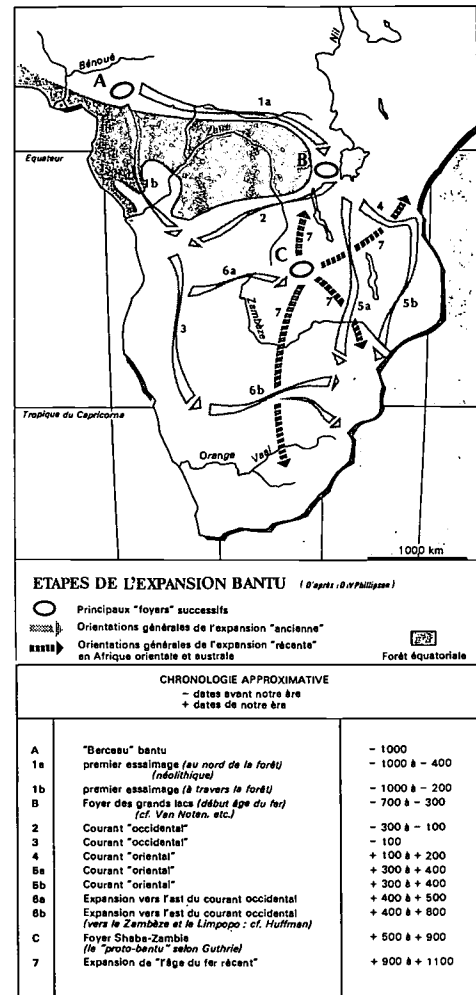 Nil
Bénoué
A
1a
Zaïre
Equateur
B
1b
2
4
7
C
7
6a
7
5a
5b
Zambèze
3
7
6b
Tropique du Capricorne
Orange
Vaal
1000 km
ETAPES DE L'EXPANSION BANTU ( D'après : D.W Phillipson )
Principaux "foyers" successifs
Orientations générales de l'expansion "ancienne"
Orientations générales de l'expansion "récente"
en Afrique orientale et australe
Forêt équatoriale
CHRONOLOGIE APPROXIMATIVE
− dates avant notre ère
+ dates de notre ère
A "Berceau" bantu − 1000
1a premier essaimage (au nord de la forêt) − 1000 à − 400
(néolithique)
1b premier essaimage (à travers la forêt) − 1000 à − 200
B Foyer des grands lacs (début âge du fer) − 700 à − 300
(cf. Van Noten, etc.)
2 Courant "occidental" − 300 à − 100
3 Courant "occidental" − 100
4 Courant "oriental" + 100 à + 200
5a Courant "oriental" + 300 à + 400
5b Courant "oriental" + 300 à + 400
6a Expansion vers l'est du courant occidental + 400 à + 500
6b Expansion vers l'est du courant occidental + 400 à + 800
(vers le Zambèze et le Limpopo : cf. Huffman)
C Foyer Shaba-Zambie + 500 à + 900
(le "proto-bantu" selon Guthrie)
7 Expansion de "l'âge du fer récent" + 900 à + 1100